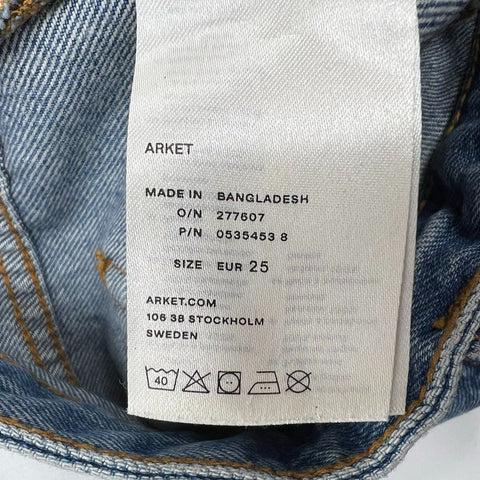 ARKET
MADE IN BANGLADESH
O/N 277607
P/N 0535453 8
SIZE EUR 25
ARKET.COM
106 38 STOCKHOLM
SWEDEN
40